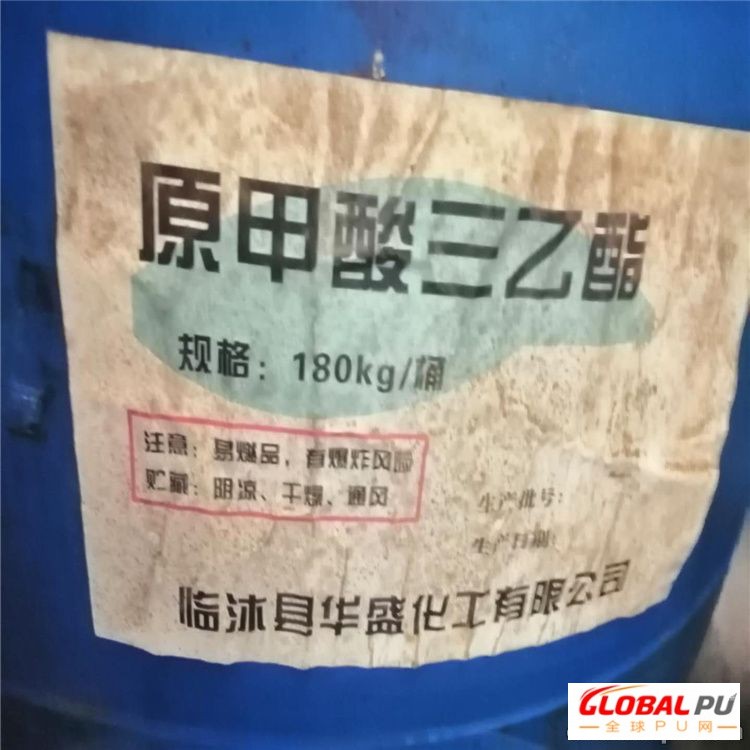 原甲酸三乙酯
规格：180kg/桶
注意：易燃品，有爆炸风险
贮藏：阴凉、干燥、通风
生产批号：
生产日期：
临沭县华盛化工有限公司
GLOBAL PU
全球PU网